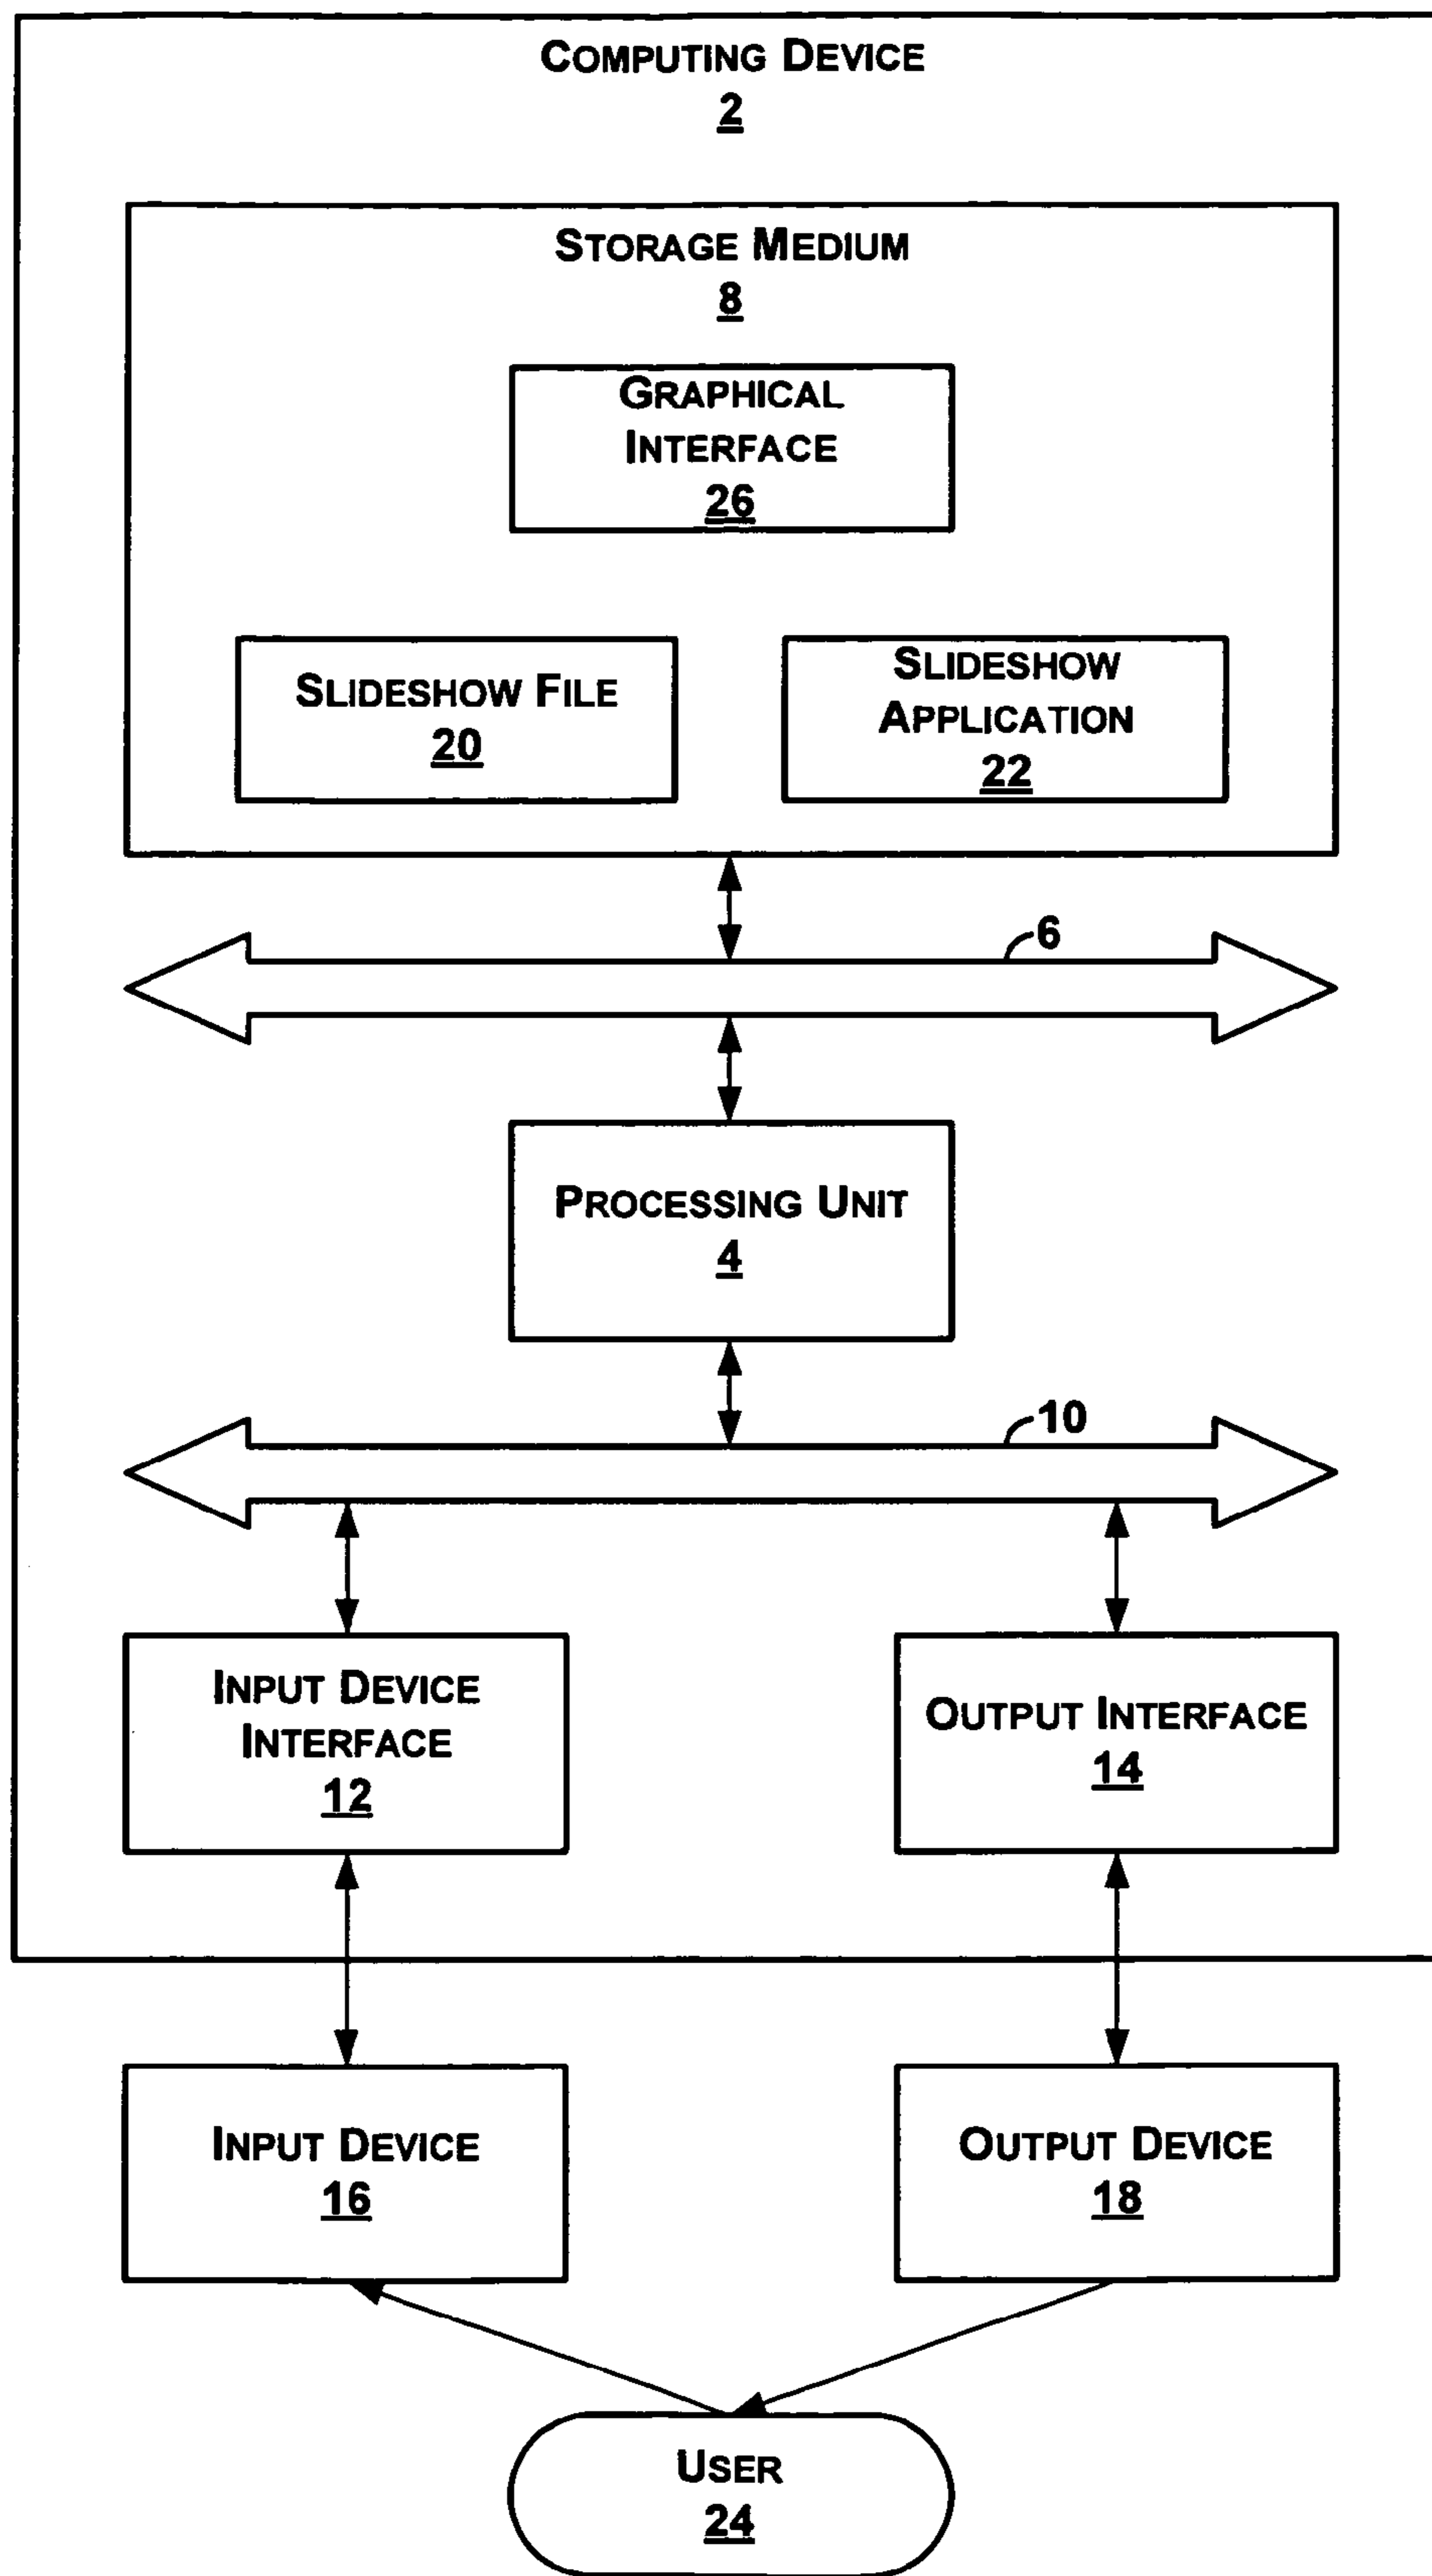 COMPUTING DEVICE
2
STORAGE MEDIUM
8
GRAPHICAL
INTERFACE
26
SLIDESHOW FILE
20
SLIDESHOW
APPLICATION
22
6
PROCESSING UNIT
4
10
INPUT DEVICE
INTERFACE
12
OUTPUT INTERFACE
14
INPUT DEVICE
16
OUTPUT DEVICE
18
USER
24